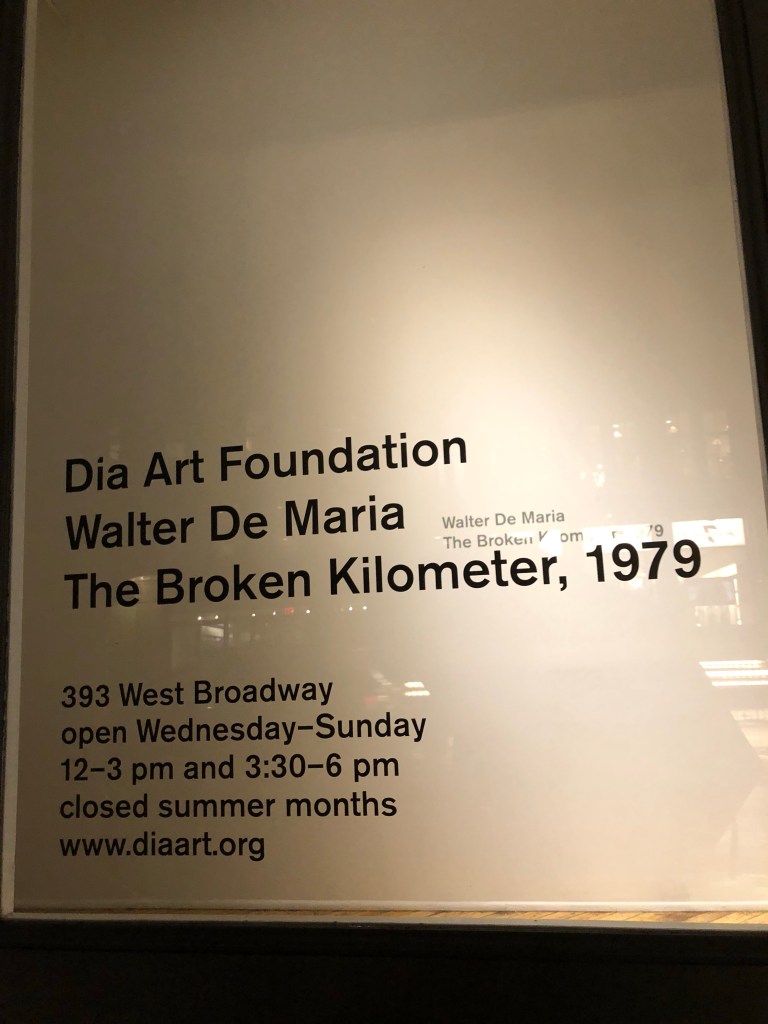 Dia Art Foundation
Walter De Maria
Walter De Maria
The Broken
The Broken Kilometer, 1979
393 West Broadway
open Wednesday–Sunday
12–3 pm and 3:30–6 pm
closed summer months
www.diaart.org